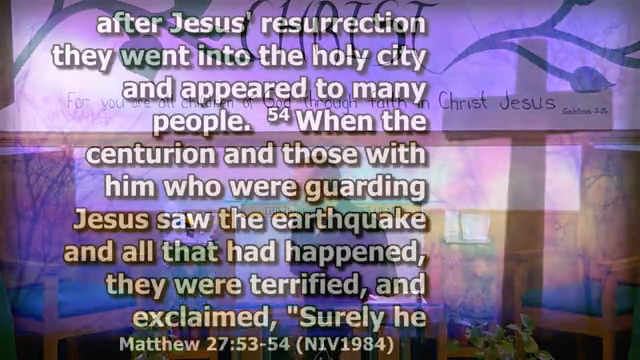 CHRIST
after Jesus' resurrection
they went into the holy city
and appeared to many
For you are all children of God through faith in Christ Jesus
Galatians 3:26
people. 54 When the
centurion and those with
him who were guarding
Jesus saw the earthquake
and all that had happened,
they were terrified, and
exclaimed, "Surely he
Matthew 27:53-54 (NIV1984)